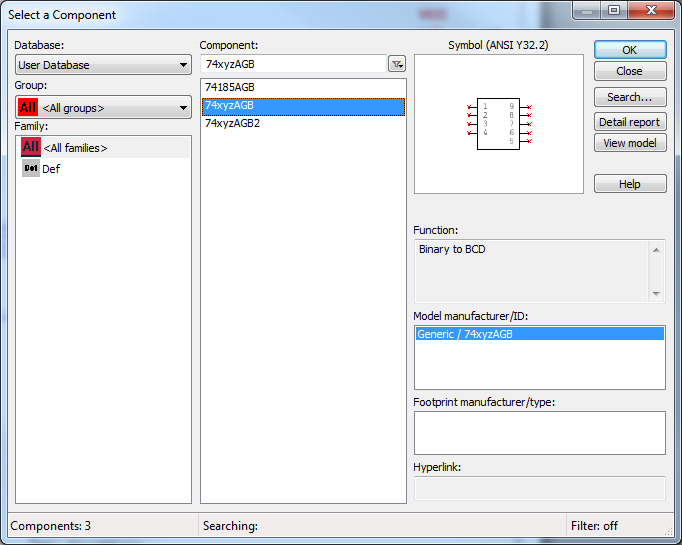 Select a Component
Database:
User Database
Group:
All <All groups>
Family:
All <All families>
Def Def
Component:
74xyzAGB
74185AGB
74xyzAGB
74xyzAGB2
Symbol (ANSI Y32.2)
1 9
2 8
3 7
4 6
5
OK
Close
Search...
Detail report
View model
Help
Function:
Binary to BCD
Model manufacturer/ID:
Generic / 74xyzAGB
Footprint manufacturer/type:
Hyperlink:
Components: 3
Searching:
Filter: off